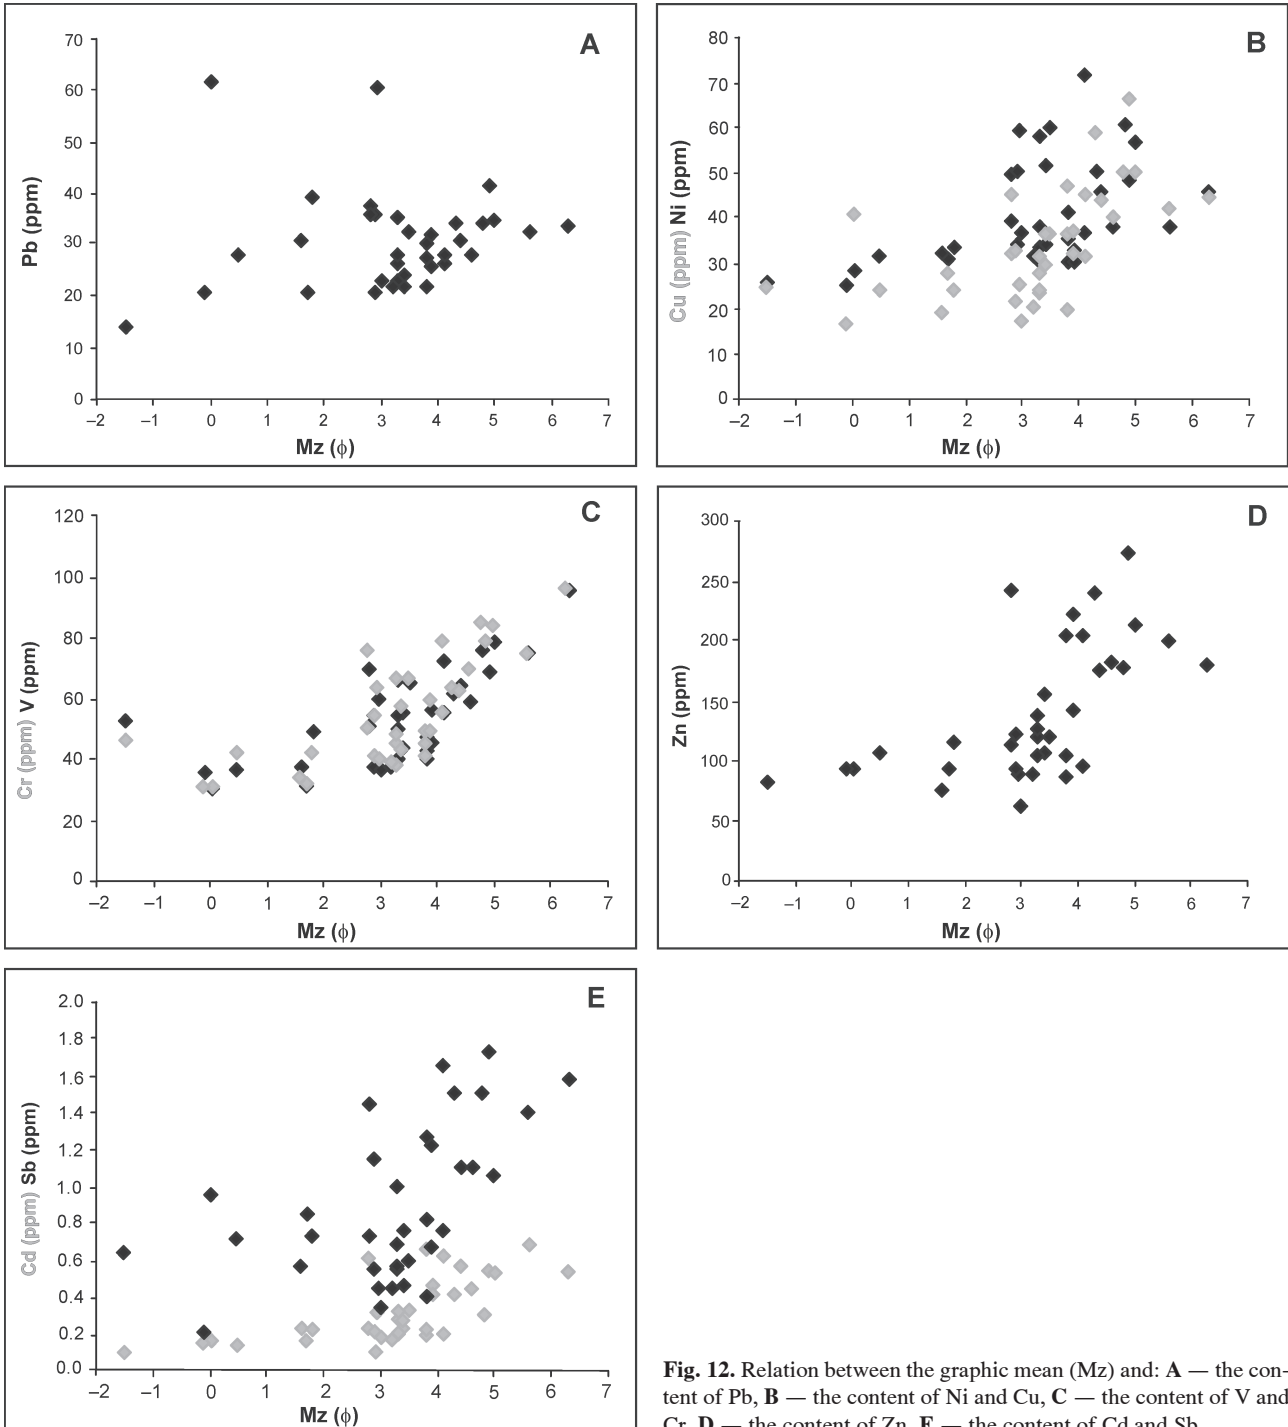 A
70
60
50
40
30
20
10
0
Pb (ppm)
–2 –1 0 1 2 3 4 5 6 7
Mz (ϕ)
B
80
70
60
50
40
30
20
10
0
Cu (ppm) Ni (ppm)
–2 –1 0 1 2 3 4 5 6 7
Mz (ϕ)
C
120
100
80
60
40
20
0
Cr (ppm) V (ppm)
–2 –1 0 1 2 3 4 5 6 7
Mz (ϕ)
D
300
250
200
150
100
50
0
Zn (ppm)
–2 –1 0 1 2 3 4 5 6 7
Mz (ϕ)
E
2.0
1.8
1.6
1.4
1.2
1.0
0.8
0.6
0.4
0.2
0.0
Cd (ppm) Sb (ppm)
–2 –1 0 1 2 3 4 5 6 7
Mz (ϕ)
Fig. 12. Relation between the graphic mean (Mz) and: A — the con-
tent of Pb, B — the content of Ni and Cu, C — the content of V and
Cr, D — the content of Zn, E — the content of Cd and Sb.